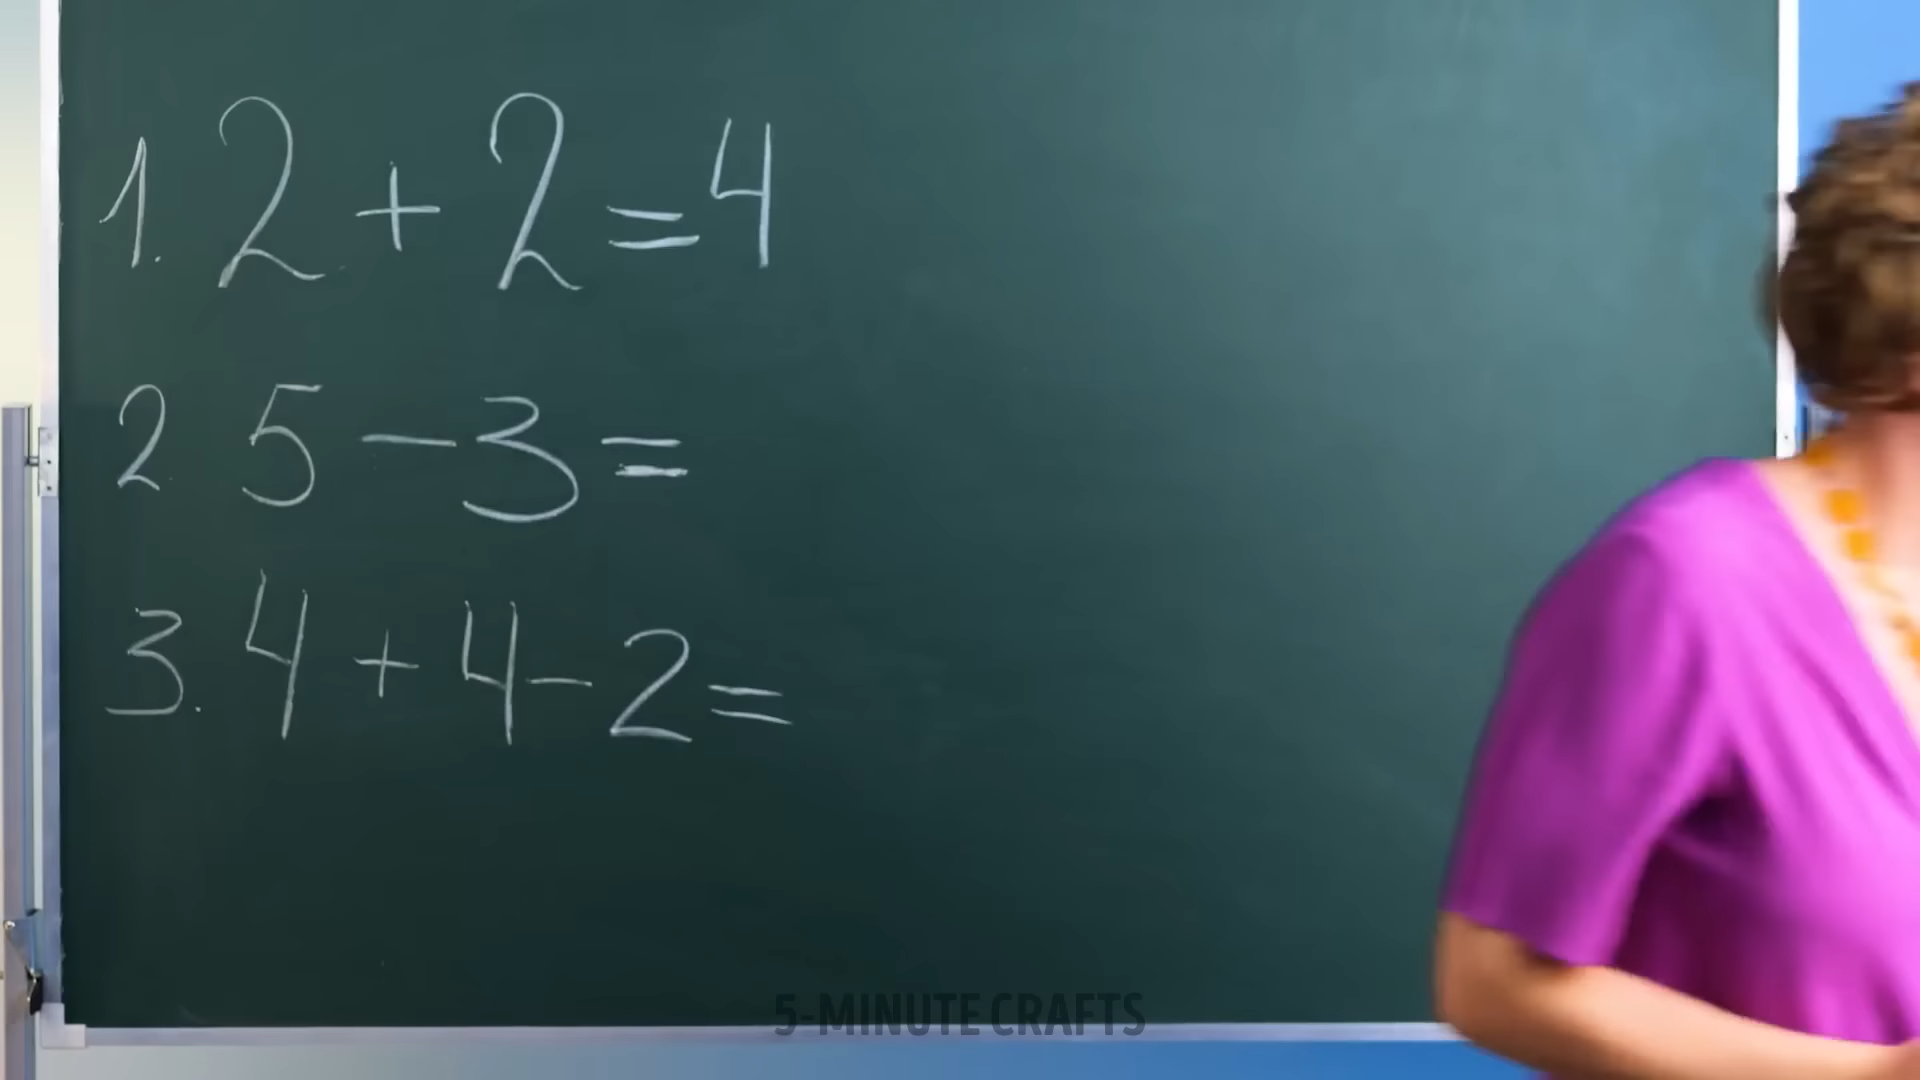 1. 2 + 2 = 4
2 5 - 3 =
3. 4 + 4 - 2 =
5-MINUTE CRAFTS